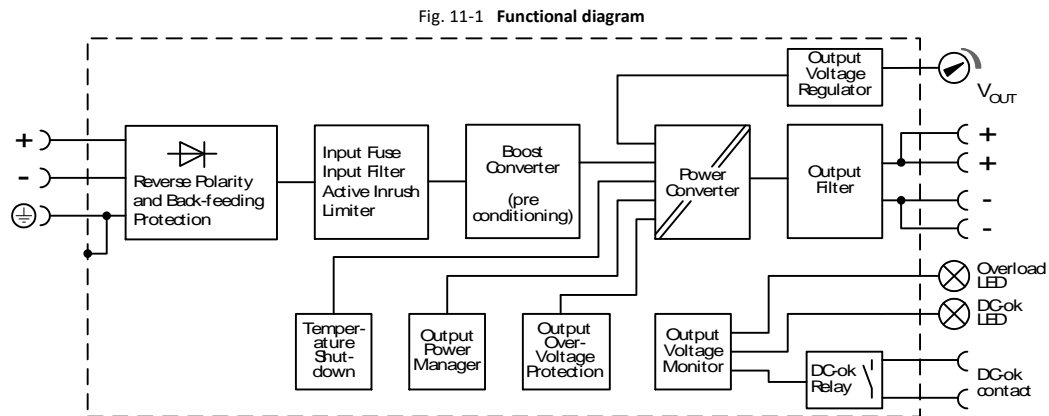 Fig. 11-1 Functional diagram
Output
Voltage
Regulator
V
OUT
+
-
Reverse Polarity
and Back-feeding
Protection
Input Fuse
Input Filter
Active Inrush
Limiter
Boost
Converter
(pre
conditioning)
Power
Converter
Output
Filter
+
+
-
-
Temper-
ature
Shut-
down
Output
Power
Manager
Output
Over-
Voltage
Protection
Output
Voltage
Monitor
Overload
LED
DC-ok
LED
DC-ok
Relay
DC-ok
contact